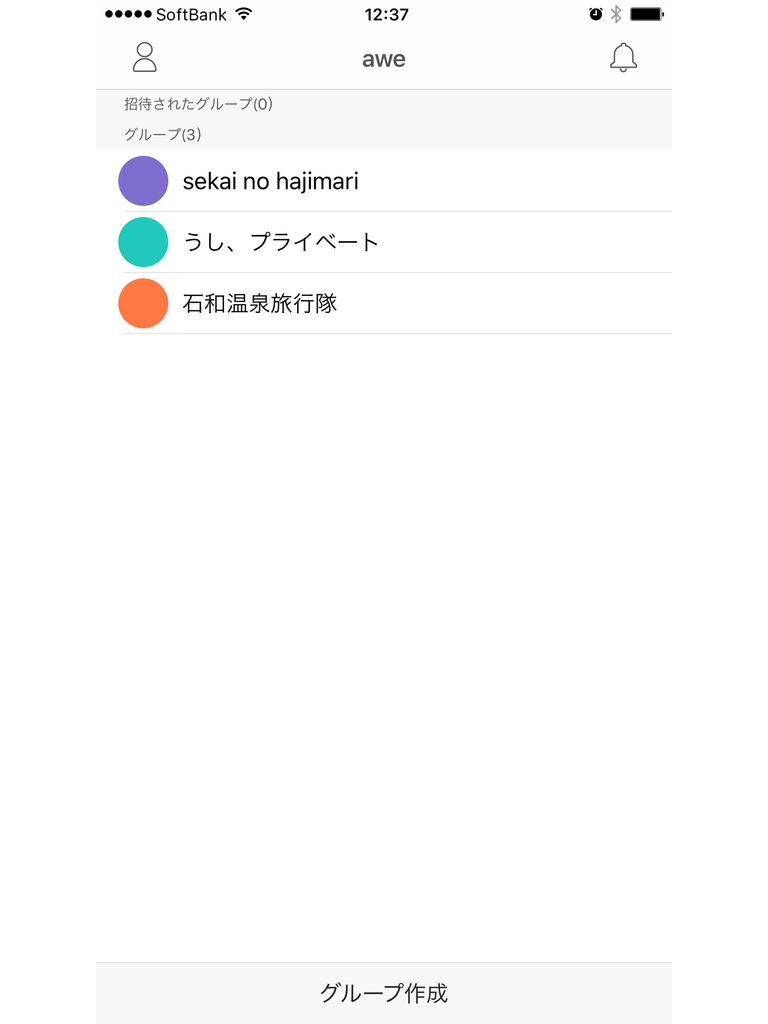 SoftBank 12:37
awe
招待されたグループ(0)
グループ(3)
sekai no hajimari
うし、プライベート
石和温泉旅行隊
グループ作成